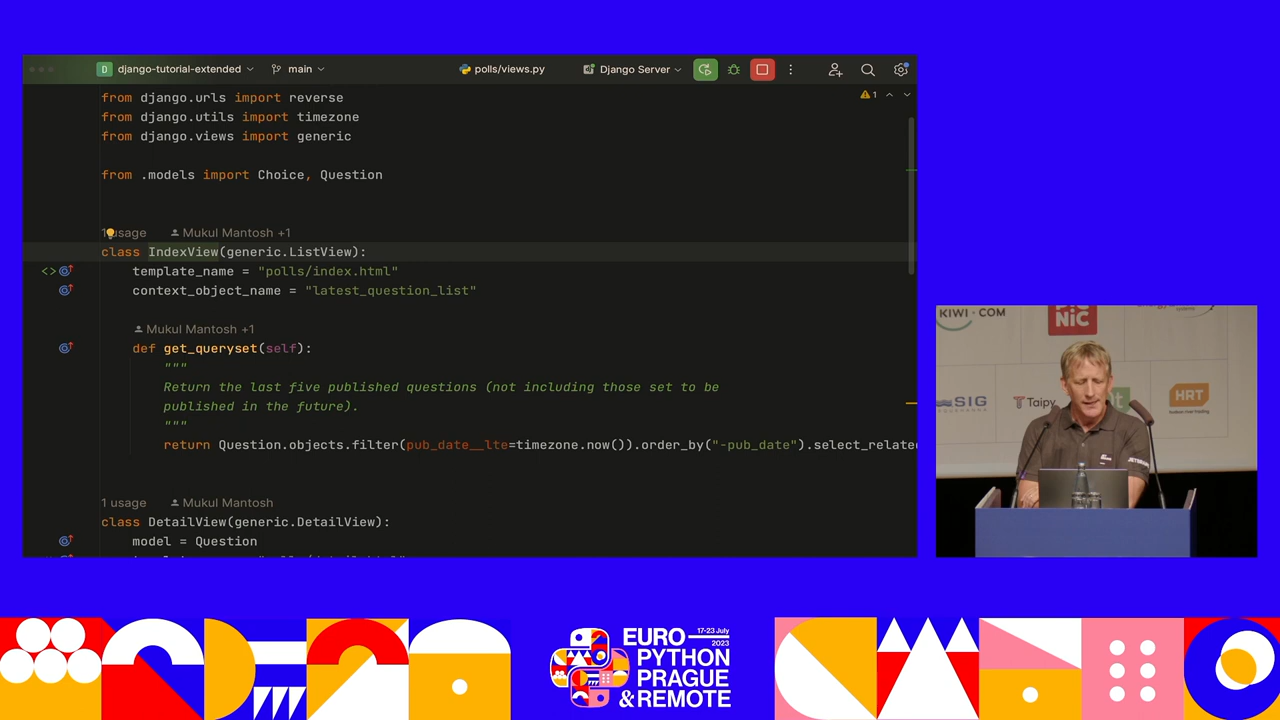 D django-tutorial-extended
main
polls/views.py
Django Server
from django.urls import reverse
from django.utils import timezone
from django.views import generic
1
from .models import Choice, Question
usage
Mukul Mantosh +1
class IndexView(generic.ListView):
template_name = "polls/index.html"
context_object_name = "latest_question_list"
Mukul Mantosh +1
def get_queryset(self):
"""
Return the last five published questions (not including those set to be
published in the future).
"""
return Question.objects.filter(pub_date__lte=timezone.now()).order_by("-pub_date").select_relate
1 usage
Mukul Mantosh
class DetailView(generic.DetailView):
model = Question
KIWI.COM
PICNIC
SIG
Taipy
HRT
EURO
17-23 July
2023
PYTHON
PRAGUE
& REMOTE